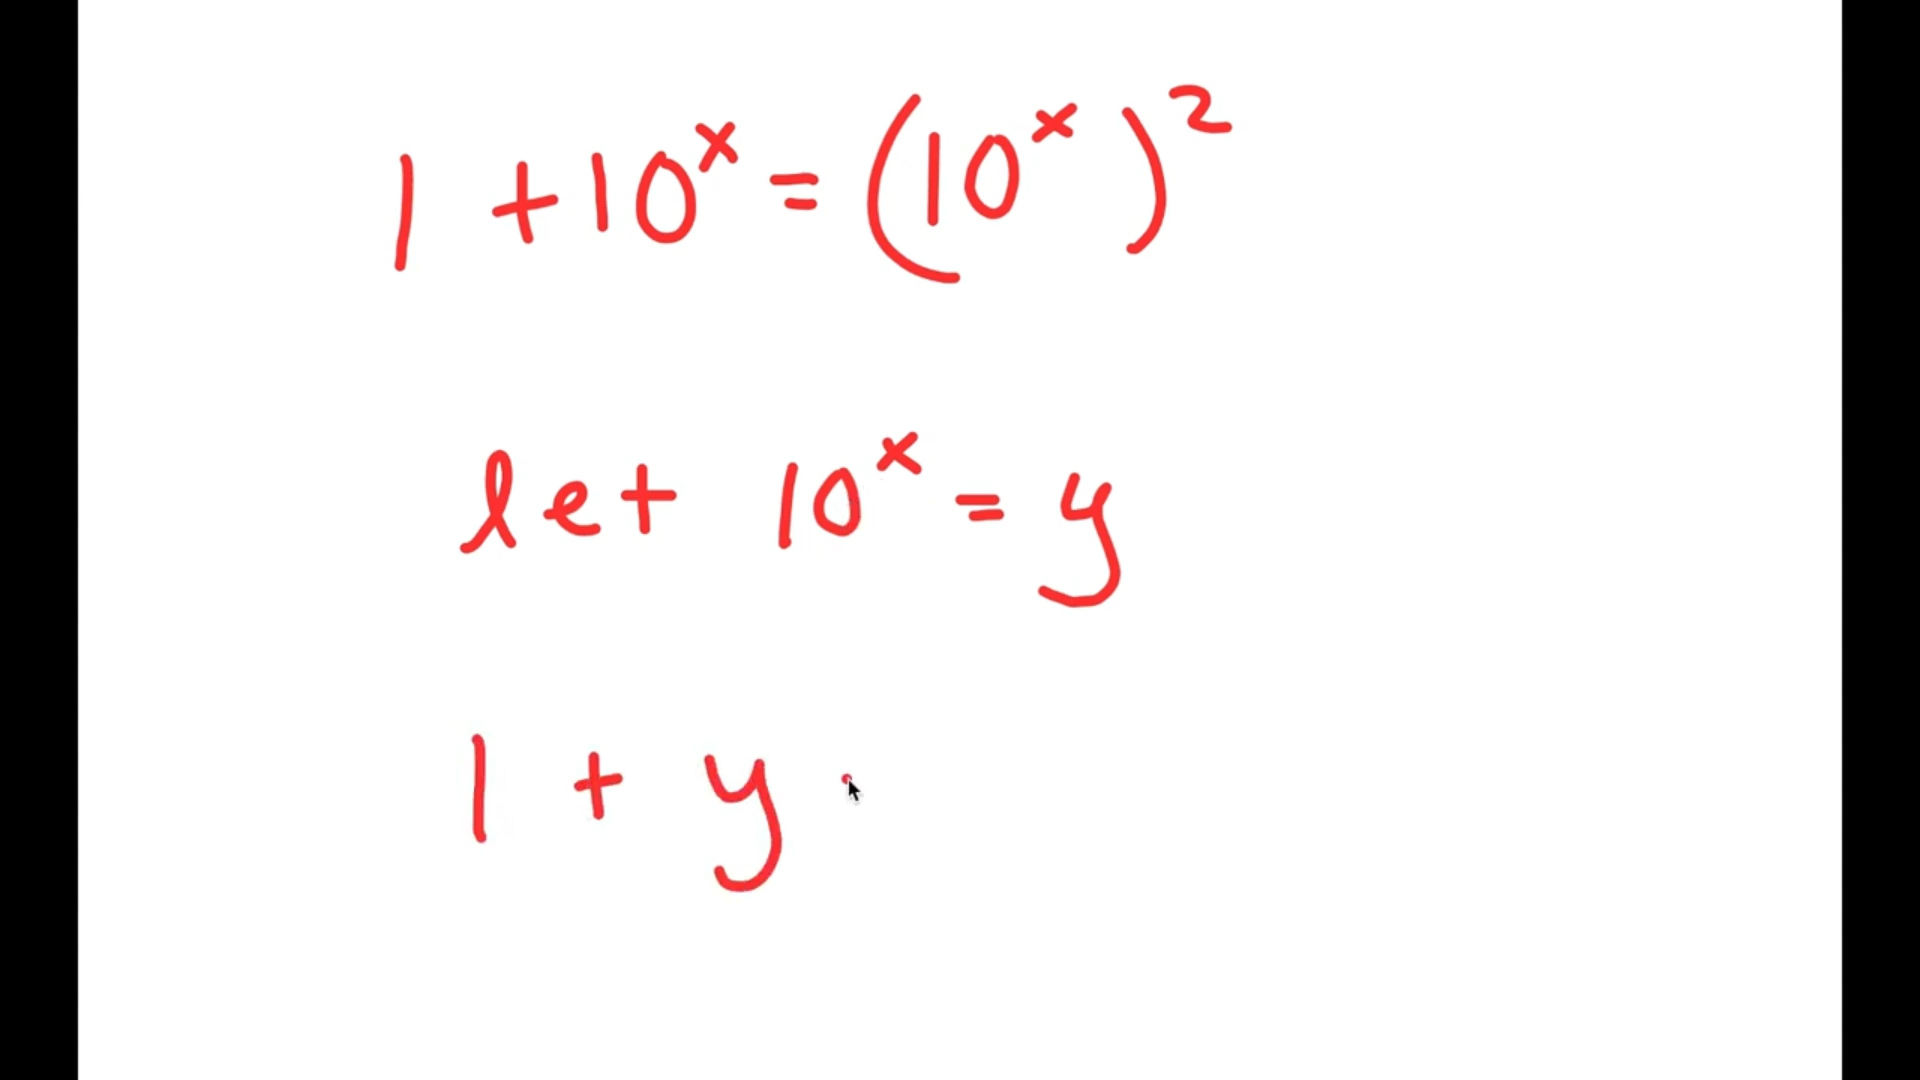 1 + 10^x = (10^x)^2
let 10^x = y
1 + y